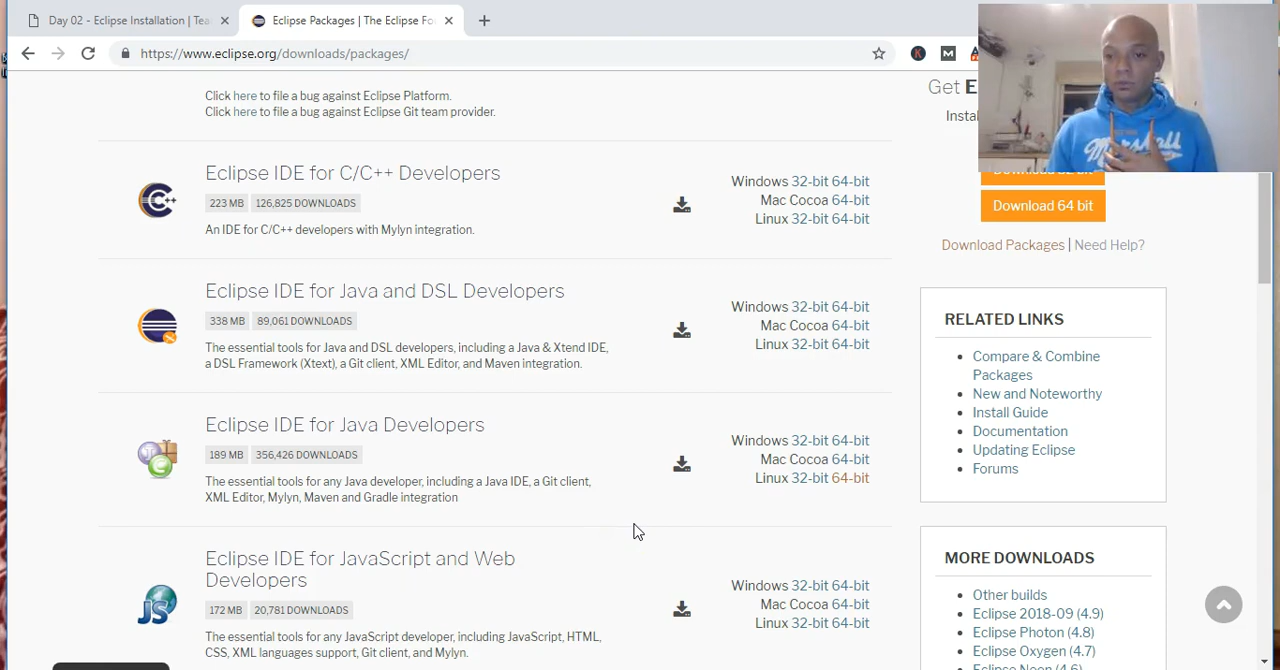 Day 02 - Eclipse Installation | Tea
Eclipse Packages | The Eclipse Fo
https://www.eclipse.org/downloads/packages/
K
M
Click here to file a bug against Eclipse Platform.
Click here to file a bug against Eclipse Git team provider.
Get E
Instal
Marshall
Eclipse IDE for C/C++ Developers
223 MB 126,825 DOWNLOADS
An IDE for C/C++ developers with Mylyn integration.
C++
Windows 32-bit 64-bit
Mac Cocoa 64-bit
Linux 32-bit 64-bit
Download 64 bit
Download Packages | Need Help?
Eclipse IDE for Java and DSL Developers
338 MB 89,061 DOWNLOADS
The essential tools for Java and DSL developers, including a Java & Xtend IDE,
a DSL Framework (Xtext), a Git client, XML Editor, and Maven integration.
Windows 32-bit 64-bit
Mac Cocoa 64-bit
Linux 32-bit 64-bit
Eclipse IDE for Java Developers
189 MB 356,426 DOWNLOADS
The essential tools for any Java developer, including a Java IDE, a Git client,
XML Editor, Mylyn, Maven and Gradle integration
Windows 32-bit 64-bit
Mac Cocoa 64-bit
Linux 32-bit 64-bit
Eclipse IDE for JavaScript and Web
Developers
172 MB 20,781 DOWNLOADS
The essential tools for any JavaScript developer, including JavaScript, HTML,
CSS, XML languages support, Git client, and Mylyn.
JS
Windows 32-bit 64-bit
Mac Cocoa 64-bit
Linux 32-bit 64-bit
RELATED LINKS
Compare & Combine
Packages
New and Noteworthy
Install Guide
Documentation
Updating Eclipse
Forums
MORE DOWNLOADS
Other builds
Eclipse 2018-09 (4.9)
Eclipse Photon (4.8)
Eclipse Oxygen (4.7)
Eclipse Neon (4.6)